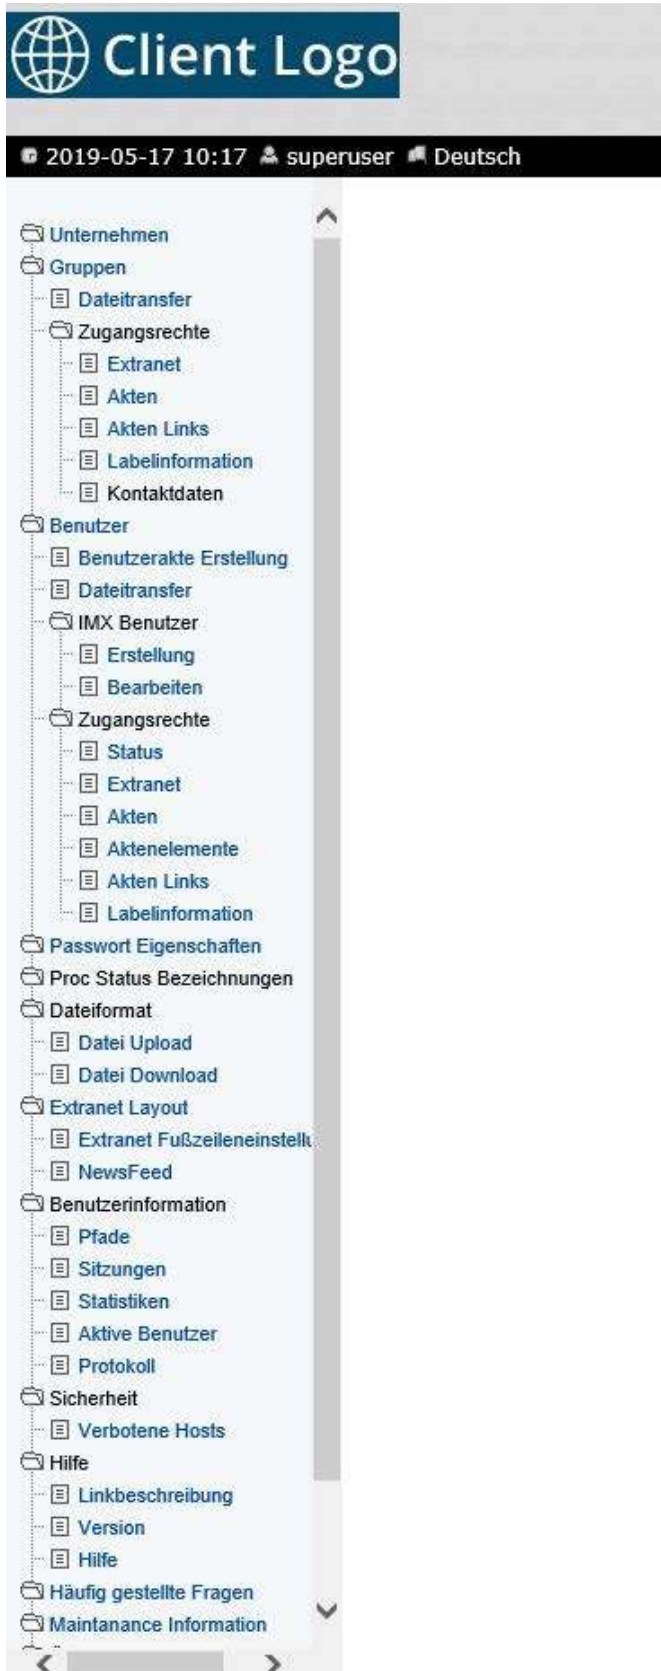 Client Logo
2019-05-17 10:17 superuser Deutsch
Unternehmen
Gruppen
Dateitransfer
Zugangsrechte
Extranet
Akten
Akten Links
Labelinformation
Kontaktdaten
Benutzer
Benutzerakte Erstellung
Dateitransfer
IMX Benutzer
Erstellung
Bearbeiten
Zugangsrechte
Status
Extranet
Akten
Aktenelemente
Akten Links
Labelinformation
Passwort Eigenschaften
Proc Status Bezeichnungen
Dateiformat
Datei Upload
Datei Download
Extranet Layout
Extranet Fußzeileneinstellu
NewsFeed
Benutzerinformation
Pfade
Sitzungen
Statistiken
Aktive Benutzer
Protokoll
Sicherheit
Verbotene Hosts
Hilfe
Linkbeschreibung
Version
Hilfe
Häufig gestellte Fragen
Maintanance Information